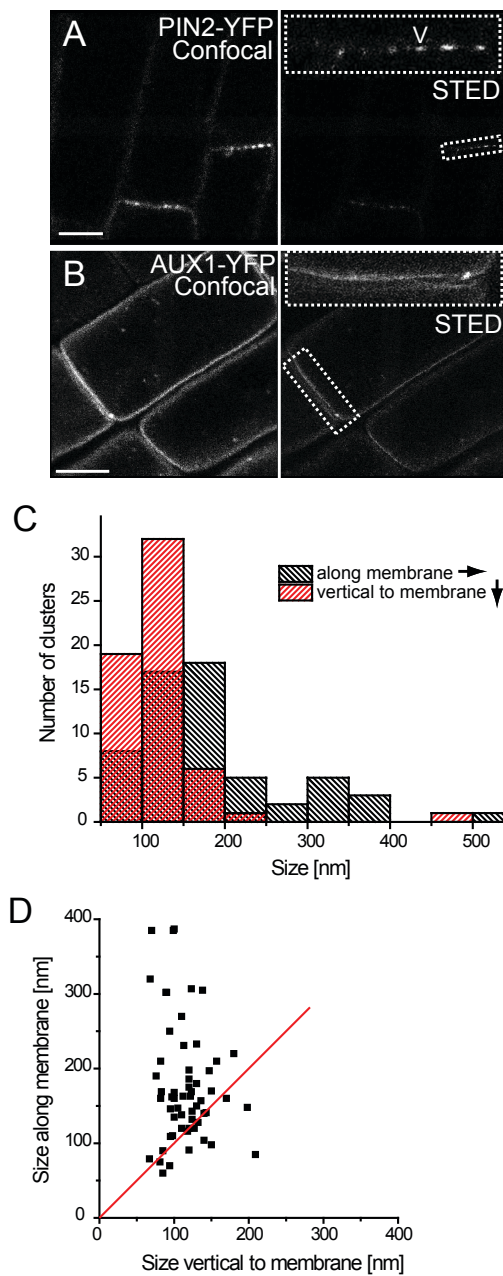 A
PIN2-YFP
Confocal
V
STED
B
AUX1-YFP
Confocal
STED
C
30
25
20
15
10
5
0
Number of clusters
along membrane
vertical to membrane
100
200
300
400
500
Size [nm]
D
400
300
200
100
0
Size along membrane [nm]
0
100
200
300
400
Size vertical to membrane [nm]